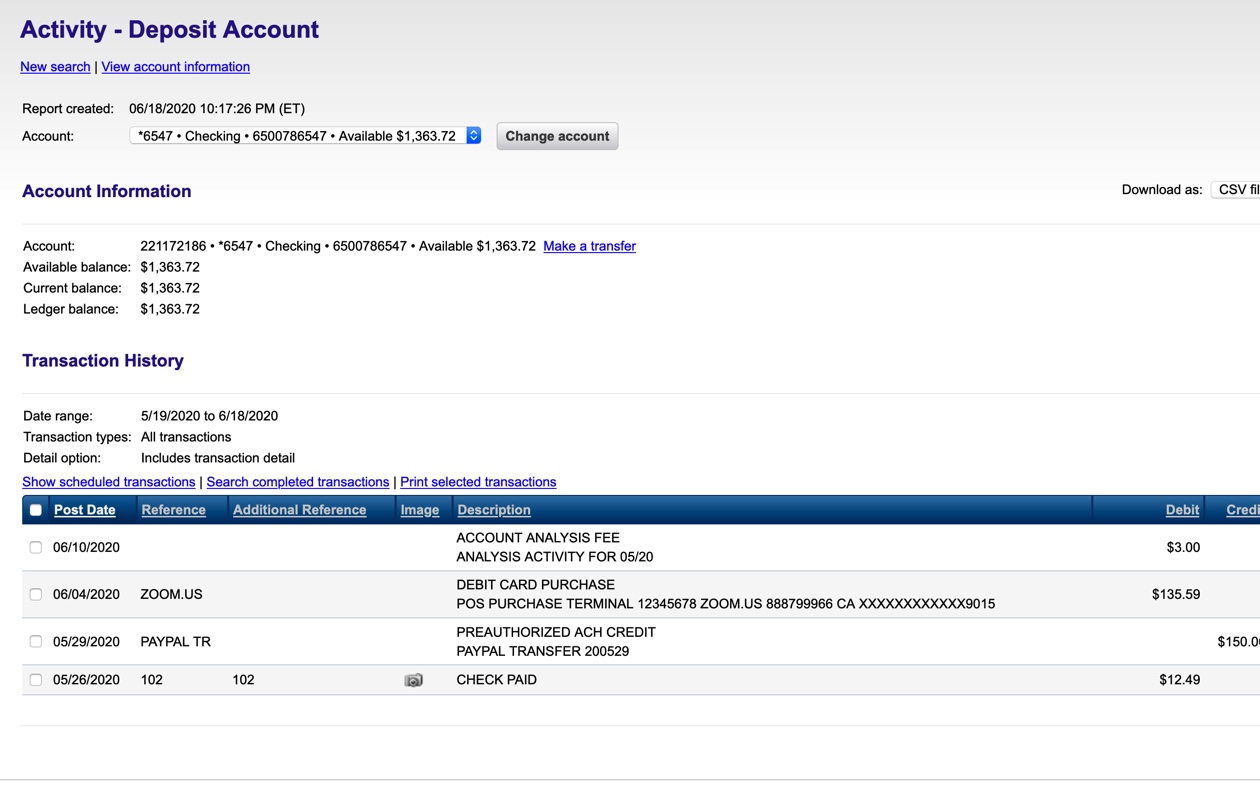 Activity - Deposit Account
New search | View account information
Report created: 06/18/2020 10:17:26 PM (ET)
Account: *6547 • Checking • 6500786547 • Available $1,363.72 Change account
Account Information
Download as: CSV fil
Account: 221172186 • *6547 • Checking • 6500786547 • Available $1,363.72 Make a transfer
Available balance: $1,363.72
Current balance: $1,363.72
Ledger balance: $1,363.72
Transaction History
Date range: 5/19/2020 to 6/18/2020
Transaction types: All transactions
Detail option: Includes transaction detail
Show scheduled transactions | Search completed transactions | Print selected transactions
Post Date Reference Additional Reference Image Description Debit Credi
06/10/2020 ACCOUNT ANALYSIS FEE $3.00
ANALYSIS ACTIVITY FOR 05/20
06/04/2020 ZOOM.US DEBIT CARD PURCHASE $135.59
POS PURCHASE TERMINAL 12345678 ZOOM.US 888799966 CA XXXXXXXXXXXX9015
05/29/2020 PAYPAL TR PREAUTHORIZED ACH CREDIT $150.0
PAYPAL TRANSFER 200529
05/26/2020 102 102 CHECK PAID $12.49